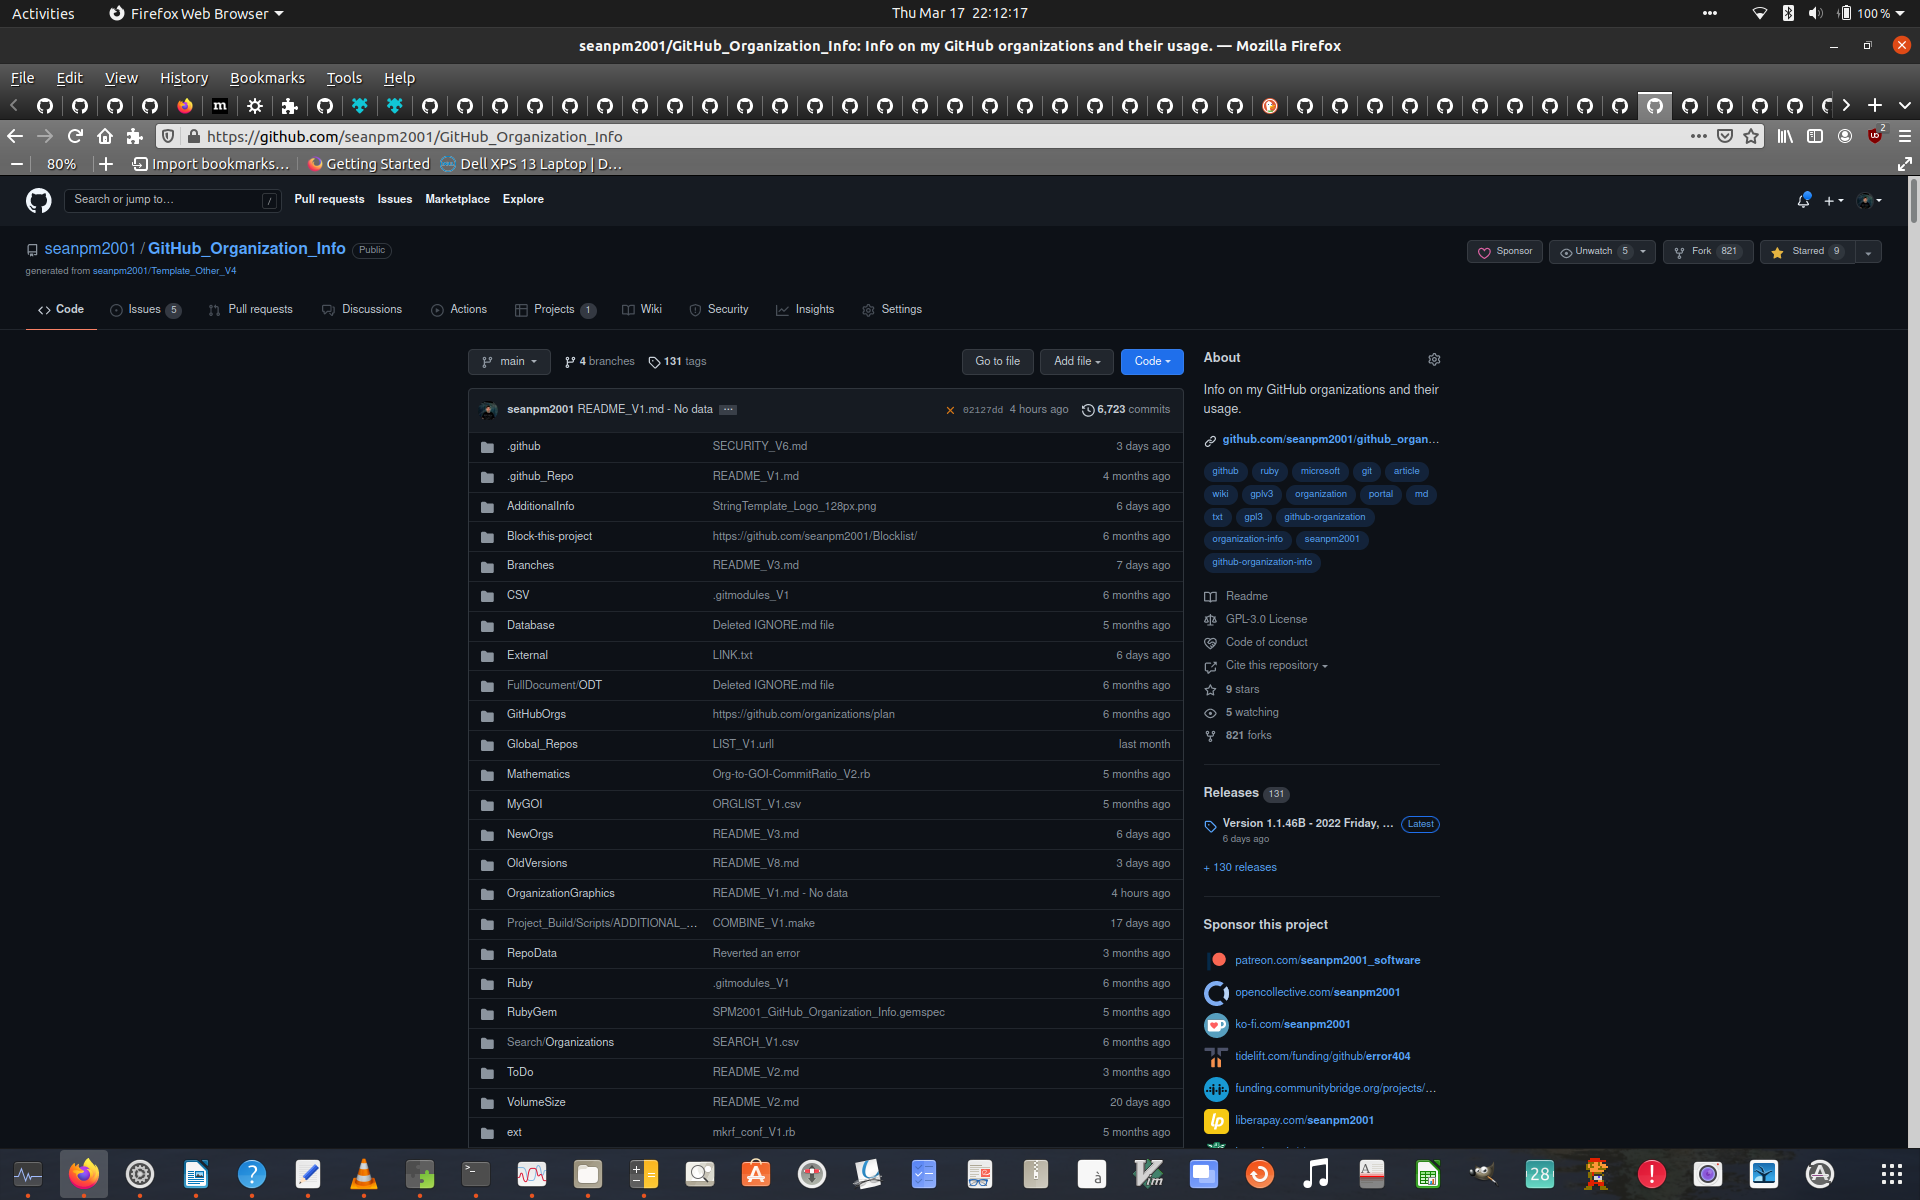 Activities Firefox Web Browser Thu Mar 17 22:12:17 100 %
seanpm2001/GitHub_Organization_Info: Info on my GitHub organizations and their usage. — Mozilla Firefox
File Edit View History Bookmarks Tools Help
https://github.com/seanpm2001/GitHub_Organization_Info 2
80% Import bookmarks… Getting Started Dell XPS 13 Laptop | D…
Search or jump to… / Pull requests Issues Marketplace Explore
seanpm2001 / GitHub_Organization_Info Public Sponsor Unwatch 5 Fork 821 Starred 9
generated from seanpm2001/Template_Other_V4
Code Issues 5 Pull requests Discussions Actions Projects 1 Wiki Security Insights Settings
main 4 branches 131 tags Go to file Add file Code
seanpm2001 README_V1.md - No data ... 02127dd 4 hours ago 6,723 commits
.github SECURITY_V6.md 3 days ago
.github_Repo README_V1.md 4 months ago
AdditionalInfo StringTemplate_Logo_128px.png 6 days ago
Block-this-project https://github.com/seanpm2001/Blocklist/ 6 months ago
Branches README_V3.md 7 days ago
CSV .gitmodules_V1 6 months ago
Database Deleted IGNORE.md file 5 months ago
External LINK.txt 6 days ago
FullDocument/ODT Deleted IGNORE.md file 6 months ago
GitHubOrgs https://github.com/organizations/plan 6 months ago
Global_Repos LIST_V1.urll last month
Mathematics Org-to-GOI-CommitRatio_V2.rb 5 months ago
MyGOI ORGLIST_V1.csv 5 months ago
NewOrgs README_V3.md 6 days ago
OldVersions README_V8.md 3 days ago
OrganizationGraphics README_V1.md - No data 4 hours ago
Project_Build/Scripts/ADDITIONAL_… COMBINE_V1.make 17 days ago
RepoData Reverted an error 3 months ago
Ruby .gitmodules_V1 6 months ago
RubyGem SPM2001_GitHub_Organization_Info.gemspec 5 months ago
Search/Organizations SEARCH_V1.csv 6 months ago
ToDo README_V2.md 3 months ago
VolumeSize README_V2.md 20 days ago
ext mkrf_conf_V1.rb 5 months ago
About
Info on my GitHub organizations and their
usage.
github.com/seanpm2001/github_organ…
github ruby microsoft git article
wiki gplv3 organization portal md
txt gpl3 github-organization
organization-info seanpm2001
github-organization-info
Readme
GPL-3.0 License
Code of conduct
Cite this repository
9 stars
5 watching
821 forks
Releases 131
Version 1.1.46B - 2022 Friday, … Latest
6 days ago
+ 130 releases
Sponsor this project
patreon.com/seanpm2001_software
opencollective.com/seanpm2001
ko-fi.com/seanpm2001
tidelift.com/funding/github/error404
funding.communitybridge.org/projects/…
lp liberapay.com/seanpm2001
28